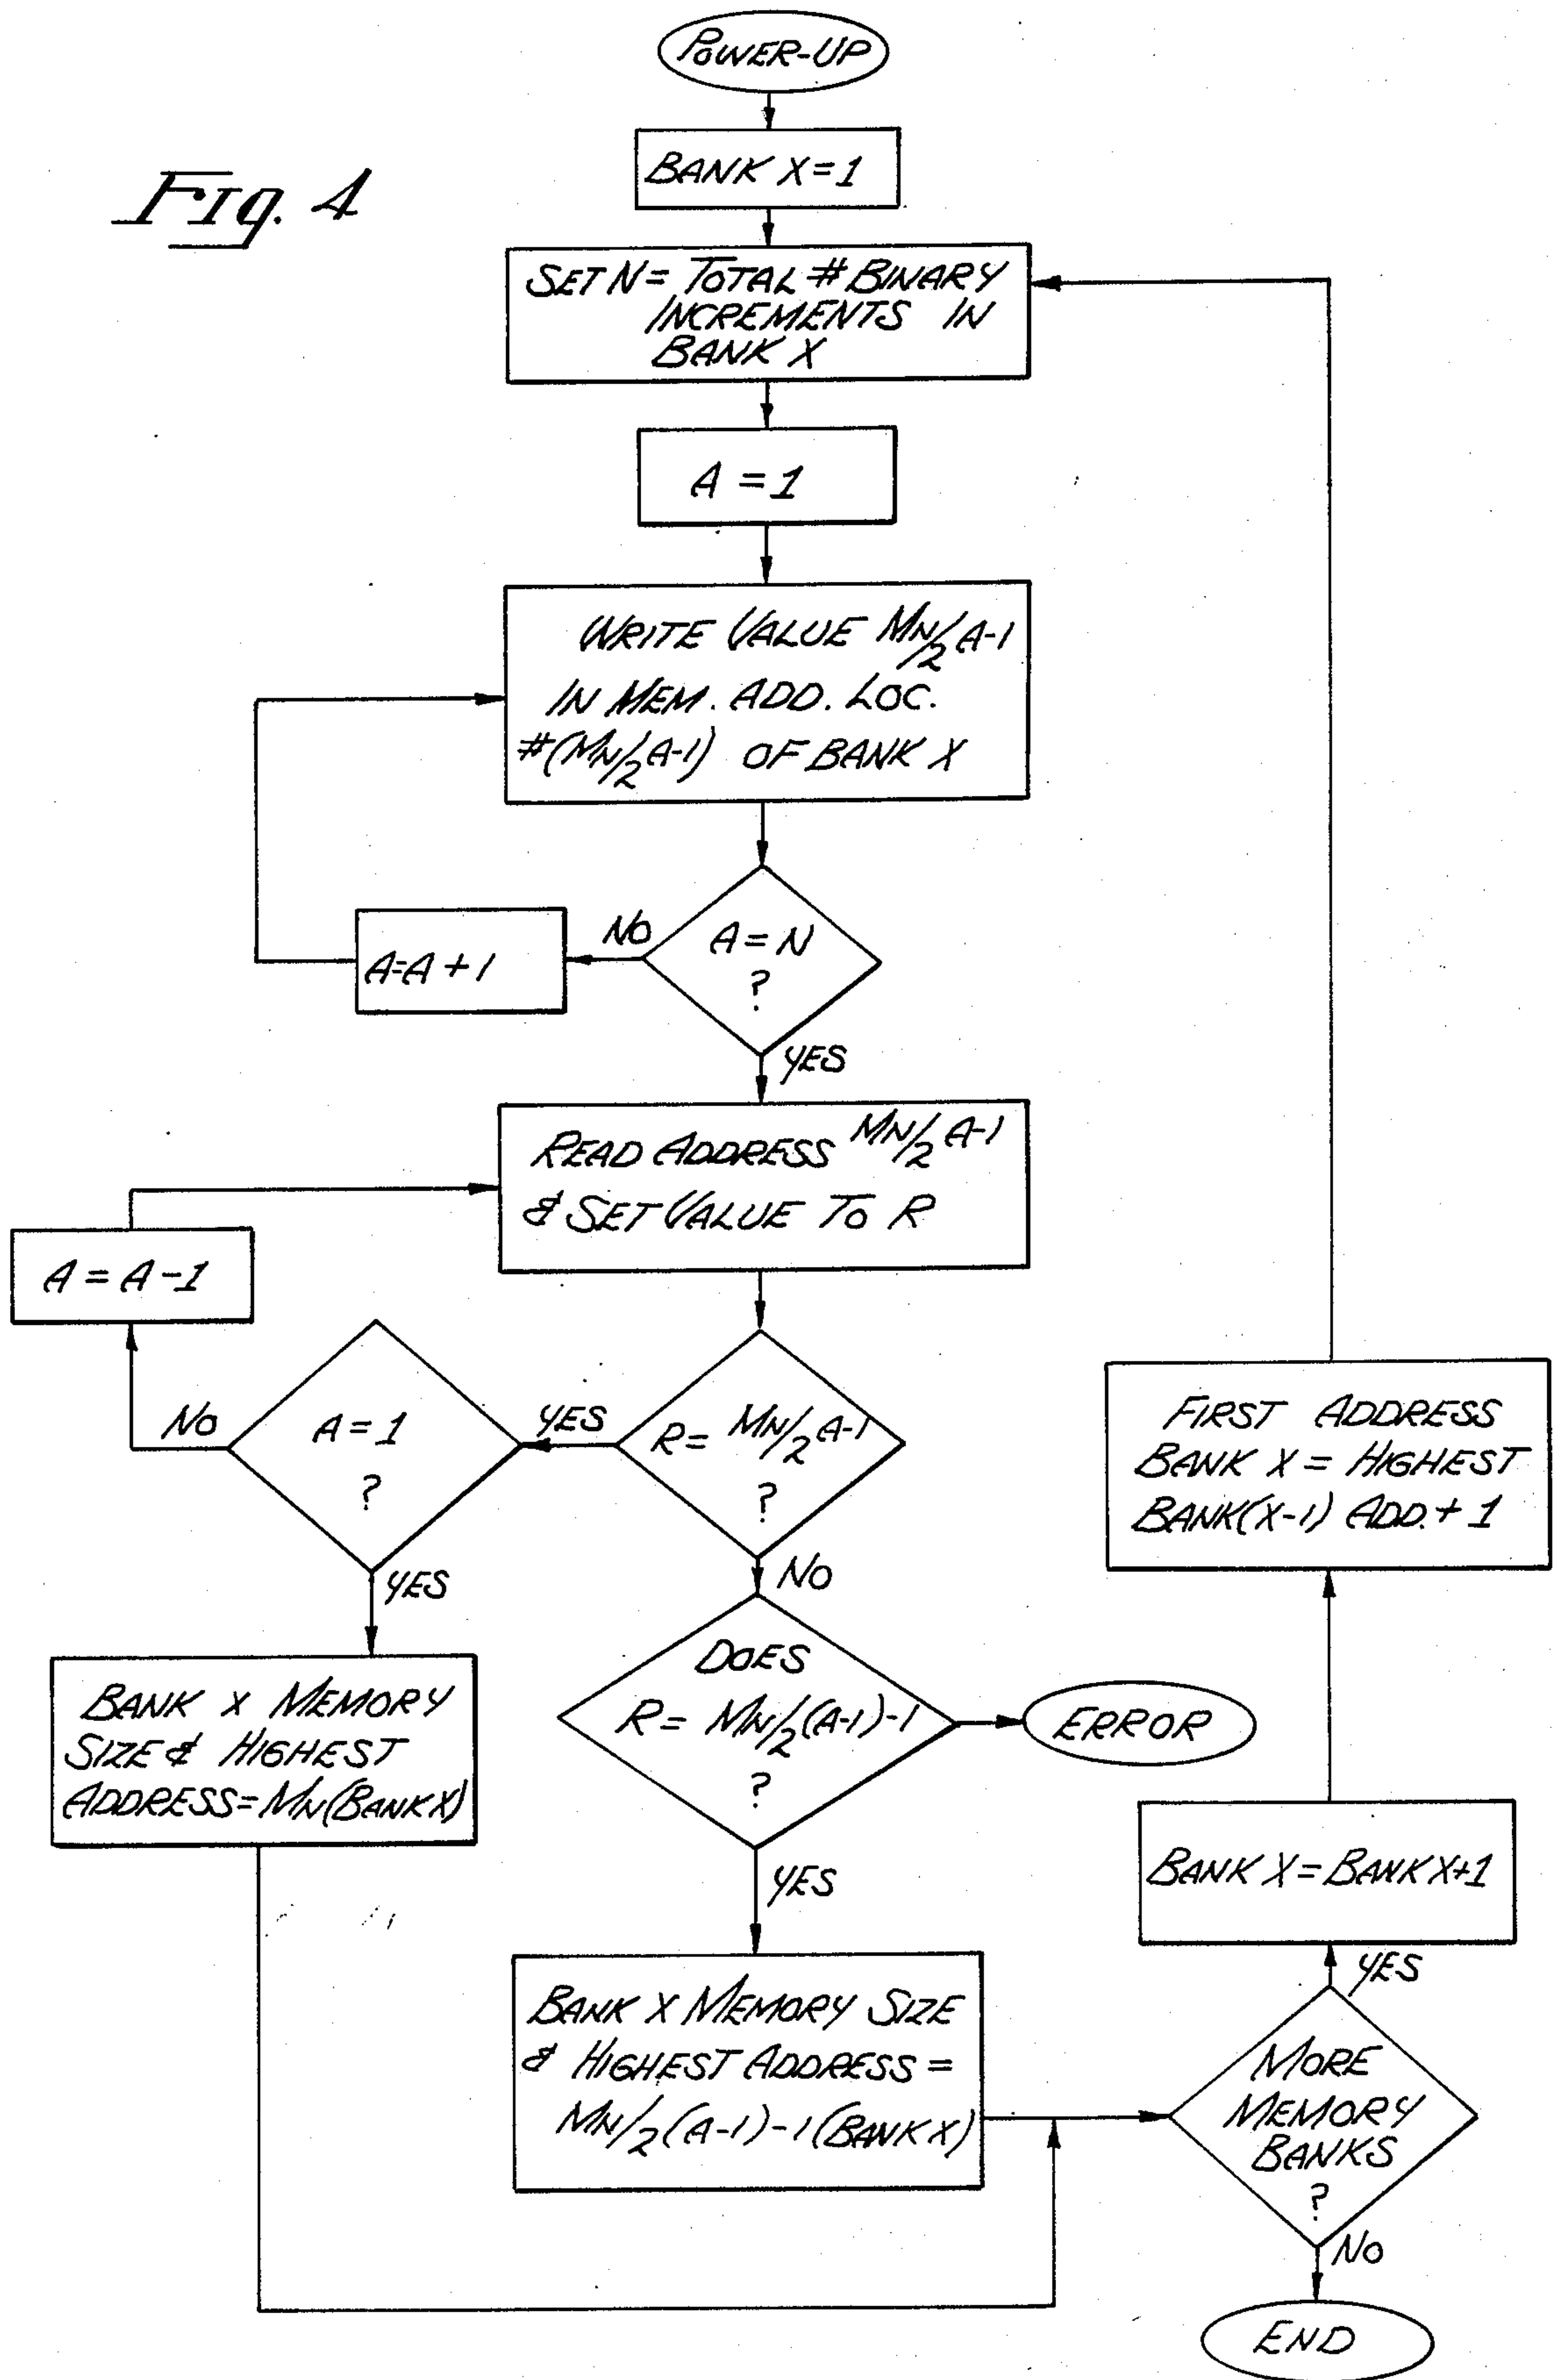 Fig. 4
POWER-UP
BANK X=1
SET N= TOTAL # BINARY
INCREMENTS IN
BANK X
A = 1
WRITE VALUE MN/2 A-1
IN MEM. ADD. LOC.
#(MN/2 A-1) OF BANK X
A = N
?
NO
A=A+1
YES
READ ADDRESS MN/2 A-1
& SET VALUE TO R
A = A-1
NO
A = 1
?
YES
R= MN/2 A-1
?
FIRST ADDRESS
BANK X = HIGHEST
BANK(X-1) ADD.+ 1
YES
NO
BANK X MEMORY
SIZE & HIGHEST
ADDRESS=MN(BANK X)
DOES
R= MN/2(A-1)-1
?
ERROR
YES
BANK X = BANK X+1
BANK X MEMORY SIZE
& HIGHEST ADDRESS =
MN/2(A-1)-1(BANK X)
YES
MORE
MEMORY
BANKS
?
NO
END